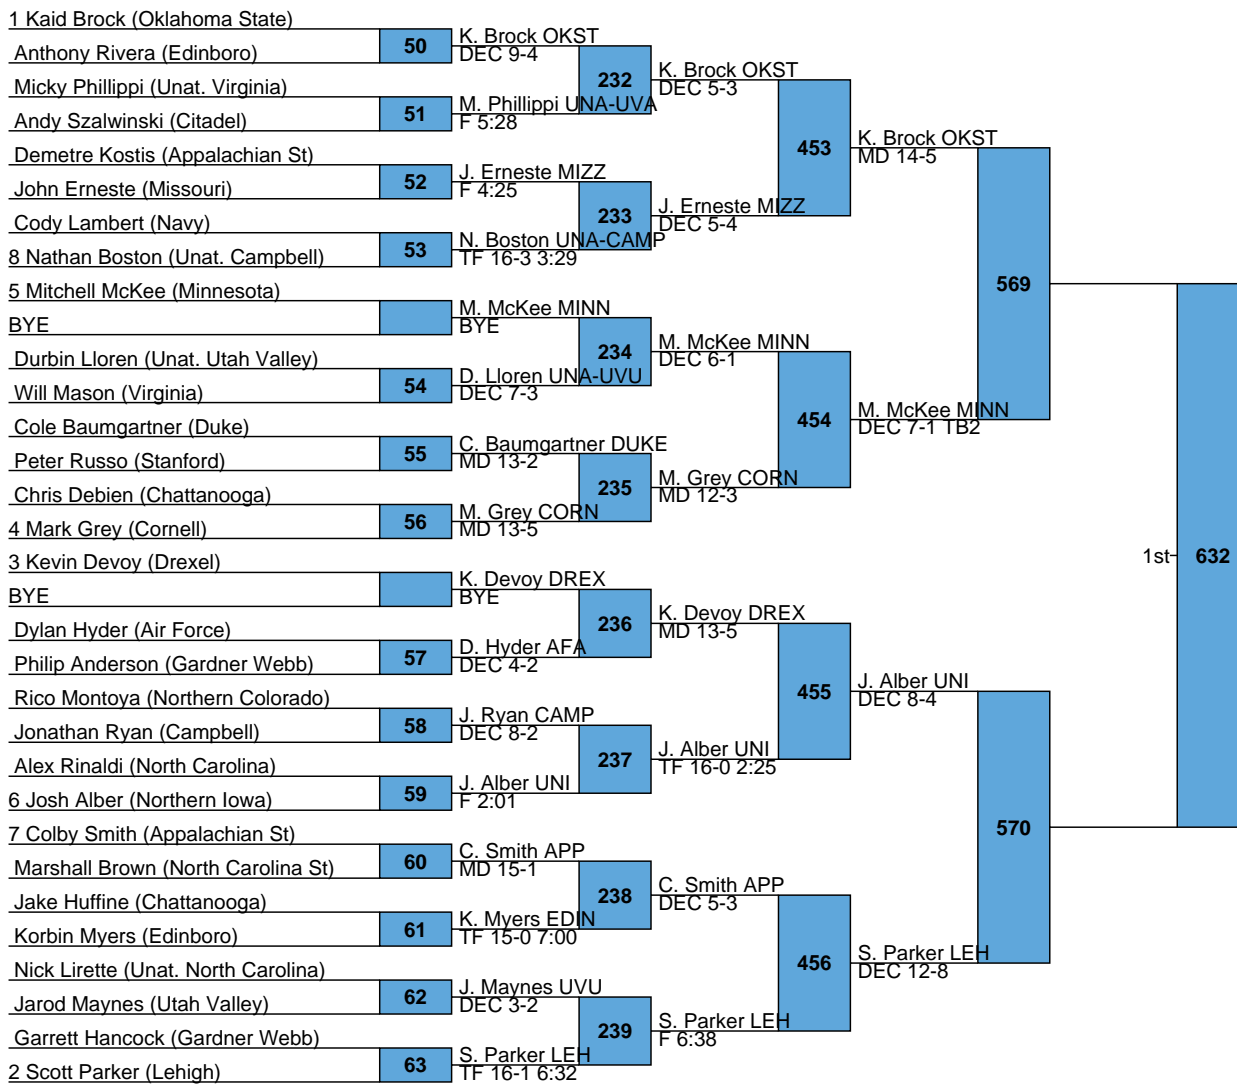 1 Kaid Brock (Oklahoma State)
50
K. Brock OKST
DEC 9-4
Anthony Rivera (Edinboro)
232
K. Brock OKST
DEC 5-3
Micky Phillippi (Unat. Virginia)
51
M. Phillippi UNA-UVA
F 5:28
Andy Szalwinski (Citadel)
453
K. Brock OKST
MD 14-5
Demetre Kostis (Appalachian St)
52
J. Erneste MIZZ
F 4:25
John Erneste (Missouri)
233
J. Erneste MIZZ
DEC 5-4
Cody Lambert (Navy)
53
N. Boston UNA-CAMP
TF 16-3 3:29
8 Nathan Boston (Unat. Campbell)
569
5 Mitchell McKee (Minnesota)
M. McKee MINN
BYE
BYE
234
M. McKee MINN
DEC 6-1
Durbin Lloren (Unat. Utah Valley)
54
D. Lloren UNA-UVU
DEC 7-3
Will Mason (Virginia)
454
M. McKee MINN
DEC 7-1 TB2
Cole Baumgartner (Duke)
55
C. Baumgartner DUKE
MD 13-2
Peter Russo (Stanford)
235
M. Grey CORN
MD 12-3
Chris Debien (Chattanooga)
56
M. Grey CORN
MD 13-5
4 Mark Grey (Cornell)
1st
632
3 Kevin Devoy (Drexel)
K. Devoy DREX
BYE
BYE
236
K. Devoy DREX
MD 13-5
Dylan Hyder (Air Force)
57
D. Hyder AFA
DEC 4-2
Philip Anderson (Gardner Webb)
455
J. Alber UNI
DEC 8-4
Rico Montoya (Northern Colorado)
58
J. Ryan CAMP
DEC 8-2
Jonathan Ryan (Campbell)
237
J. Alber UNI
TF 16-0 2:25
Alex Rinaldi (North Carolina)
59
J. Alber UNI
F 2:01
6 Josh Alber (Northern Iowa)
570
7 Colby Smith (Appalachian St)
60
C. Smith APP
MD 15-1
Marshall Brown (North Carolina St)
238
C. Smith APP
DEC 5-3
Jake Huffine (Chattanooga)
61
K. Myers EDIN
TF 15-0 7:00
Korbin Myers (Edinboro)
456
S. Parker LEH
DEC 12-8
Nick Lirette (Unat. North Carolina)
62
J. Maynes UVU
DEC 3-2
Jarod Maynes (Utah Valley)
239
S. Parker LEH
F 6:38
Garrett Hancock (Gardner Webb)
63
S. Parker LEH
TF 16-1 6:32
2 Scott Parker (Lehigh)